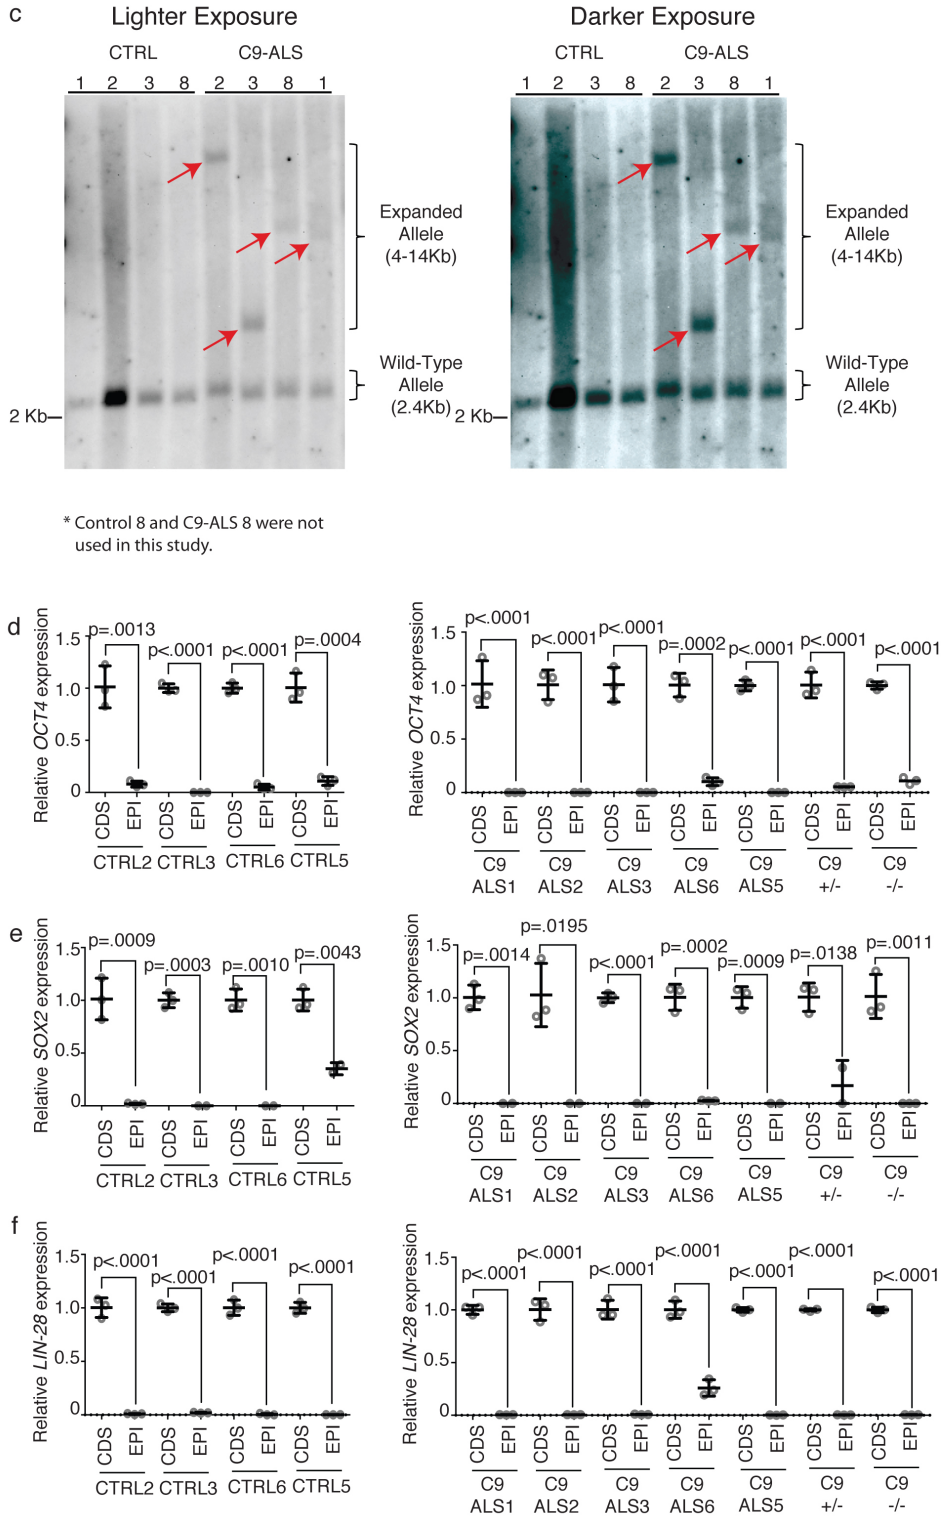 c
Lighter Exposure
Darker Exposure
CTRL C9-ALS
CTRL C9-ALS
1 2 3 8 2 3 8 1
1 2 3 8 2 3 8 1
Expanded
Allele
(4-14Kb)
Expanded
Allele
(4-14Kb)
Wild-Type
Allele
(2.4Kb)
Wild-Type
Allele
(2.4Kb)
2 Kb
2 Kb
* Control 8 and C9-ALS 8 were not
used in this study.
d
Relative OCT4 expression
1.5
1.0
0.5
0
p=.0013 p<.0001 p<.0001 p=.0004
CDS EPI CDS EPI CDS EPI CDS EPI
CTRL2 CTRL3 CTRL6 CTRL5
Relative OCT4 expression
1.5
1.0
0.5
0
p<.0001 p<.0001 p<.0001 p=.0002 p<.0001 p<.0001 p<.0001
CDS EPI CDS EPI CDS EPI CDS EPI CDS EPI CDS EPI CDS EPI
C9 C9 C9 C9 C9 C9 C9
ALS1 ALS2 ALS3 ALS6 ALS5 +/- -/-
e
Relative SOX2 expression
1.5
1.0
0.5
0
p=.0009 p=.0003 p=.0010 p=.0043
CDS EPI CDS EPI CDS EPI CDS EPI
CTRL2 CTRL3 CTRL6 CTRL5
Relative SOX2 expression
1.5
1.0
0.5
0
p=.0014 p=.0195 p<.0001 p=.0002 p=.0009 p=.0138 p=.0011
CDS EPI CDS EPI CDS EPI CDS EPI CDS EPI CDS EPI CDS EPI
C9 C9 C9 C9 C9 C9 C9
ALS1 ALS2 ALS3 ALS6 ALS5 +/- -/-
f
Relative LIN-28 expression
1.5
1.0
0.5
0
p<.0001 p<.0001 p<.0001 p<.0001
CDS EPI CDS EPI CDS EPI CDS EPI
CTRL2 CTRL3 CTRL6 CTRL5
Relative LIN-28 expression
1.5
1.0
0.5
0
p<.0001 p<.0001 p<.0001 p<.0001 p<.0001 p<.0001 p<.0001
CDS EPI CDS EPI CDS EPI CDS EPI CDS EPI CDS EPI CDS EPI
C9 C9 C9 C9 C9 C9 C9
ALS1 ALS2 ALS3 ALS6 ALS5 +/- -/-